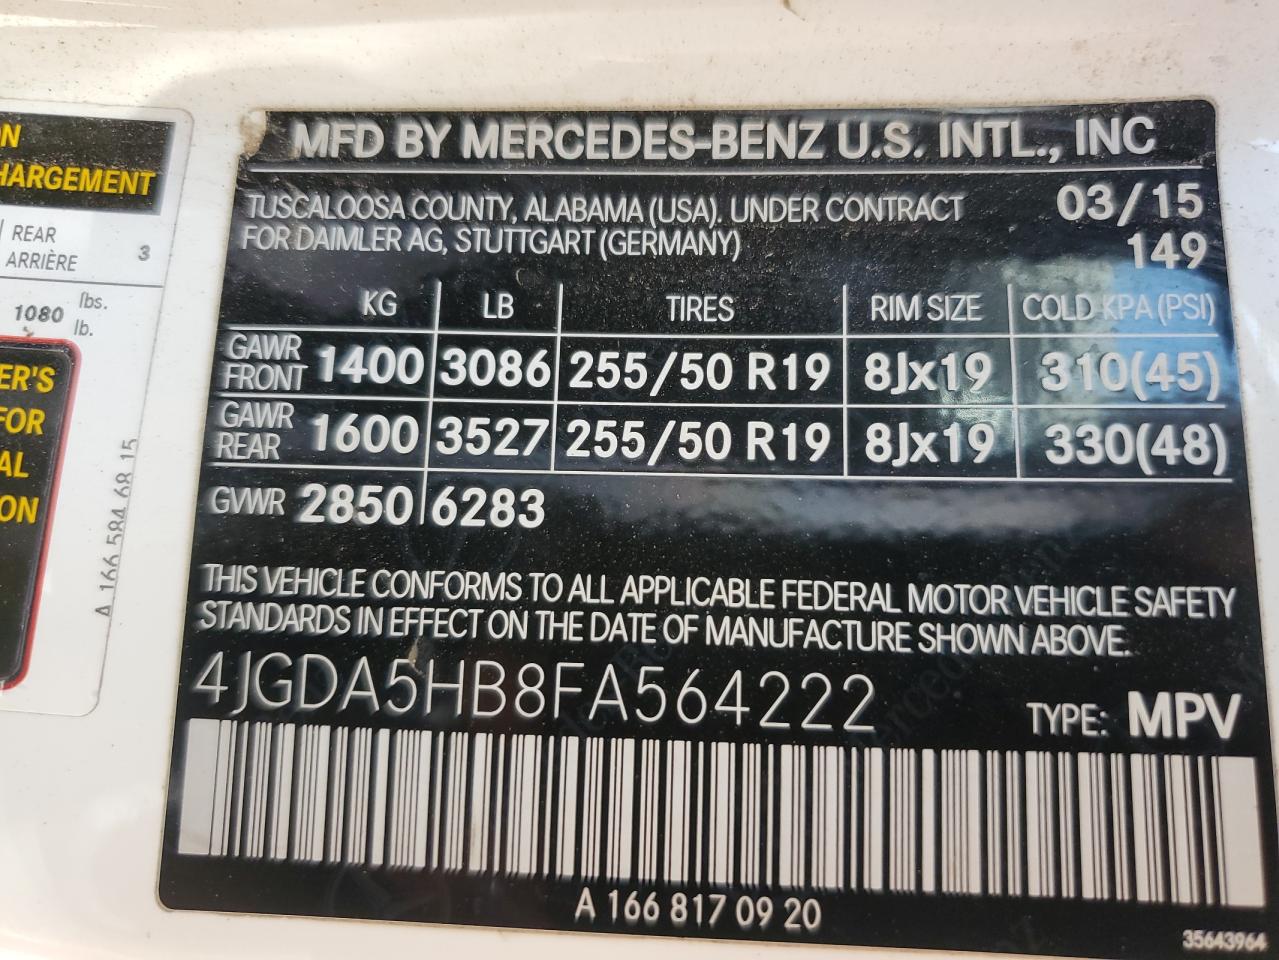 ON
HARGEMENT
REAR
ARRIÈRE 3
1080 lbs.
lb.
ER'S
FOR
AL
ON
A 166 584 68 15
MFD BY MERCEDES-BENZ U.S. INTL., INC
TUSCALOOSA COUNTY, ALABAMA (USA). UNDER CONTRACT 03/15
FOR DAIMLER AG, STUTTGART (GERMANY) 149
KG LB TIRES RIM SIZE COLD KPA (PSI)
GAWR FRONT 1400 3086 255/50 R19 8Jx19 310(45)
GAWR REAR 1600 3527 255/50 R19 8Jx19 330(48)
GVWR 2850 6283
THIS VEHICLE CONFORMS TO ALL APPLICABLE FEDERAL MOTOR VEHICLE SAFETY
STANDARDS IN EFFECT ON THE DATE OF MANUFACTURE SHOWN ABOVE.
4JGDA5HB8FA564222 TYPE: MPV
A 166 817 09 20
35643964